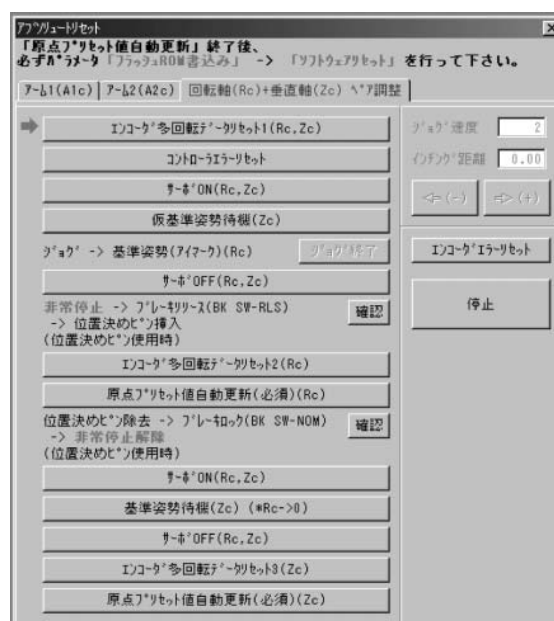 アブソリュートリセット
「原点プリセット値自動更新」終了後、
必ずパラメータ「フラッシュROM書込み」 -> 「ソフトウェアリセット」 を行って下さい。
アーム1(A1c) アーム2(A2c) 回転軸(Rc)+垂直軸(Zc) ペア調整
エンコーダ多回転データリセット1(Rc,Zc)
コントローラエラーリセット
サーボON(Rc,Zc)
仮基準姿勢待機(Zc)
ジョグ -> 基準姿勢(アイマーク)(Rc) ジョグ終了
サーボOFF(Rc,Zc)
非常停止 -> ブレーキリリース(BK SW-RLS)
-> 位置決めピン挿入
(位置決めピン使用時)
確認
エンコーダ多回転データリセット2(Rc)
原点プリセット値自動更新(必須)(Rc)
位置決めピン除去 -> ブレーキロック(BK SW-NOM)
-> 非常停止解除
(位置決めピン使用時)
確認
サーボON(Rc,Zc)
基準姿勢待機(Zc) (*Rc->0)
サーボOFF(Rc,Zc)
エンコーダ多回転データリセット3(Zc)
原点プリセット値自動更新(必須)(Zc)
ジョグ速度 2
インチング距離 0.00
<=(-) =>(+)
エンコーダエラーリセット
停止